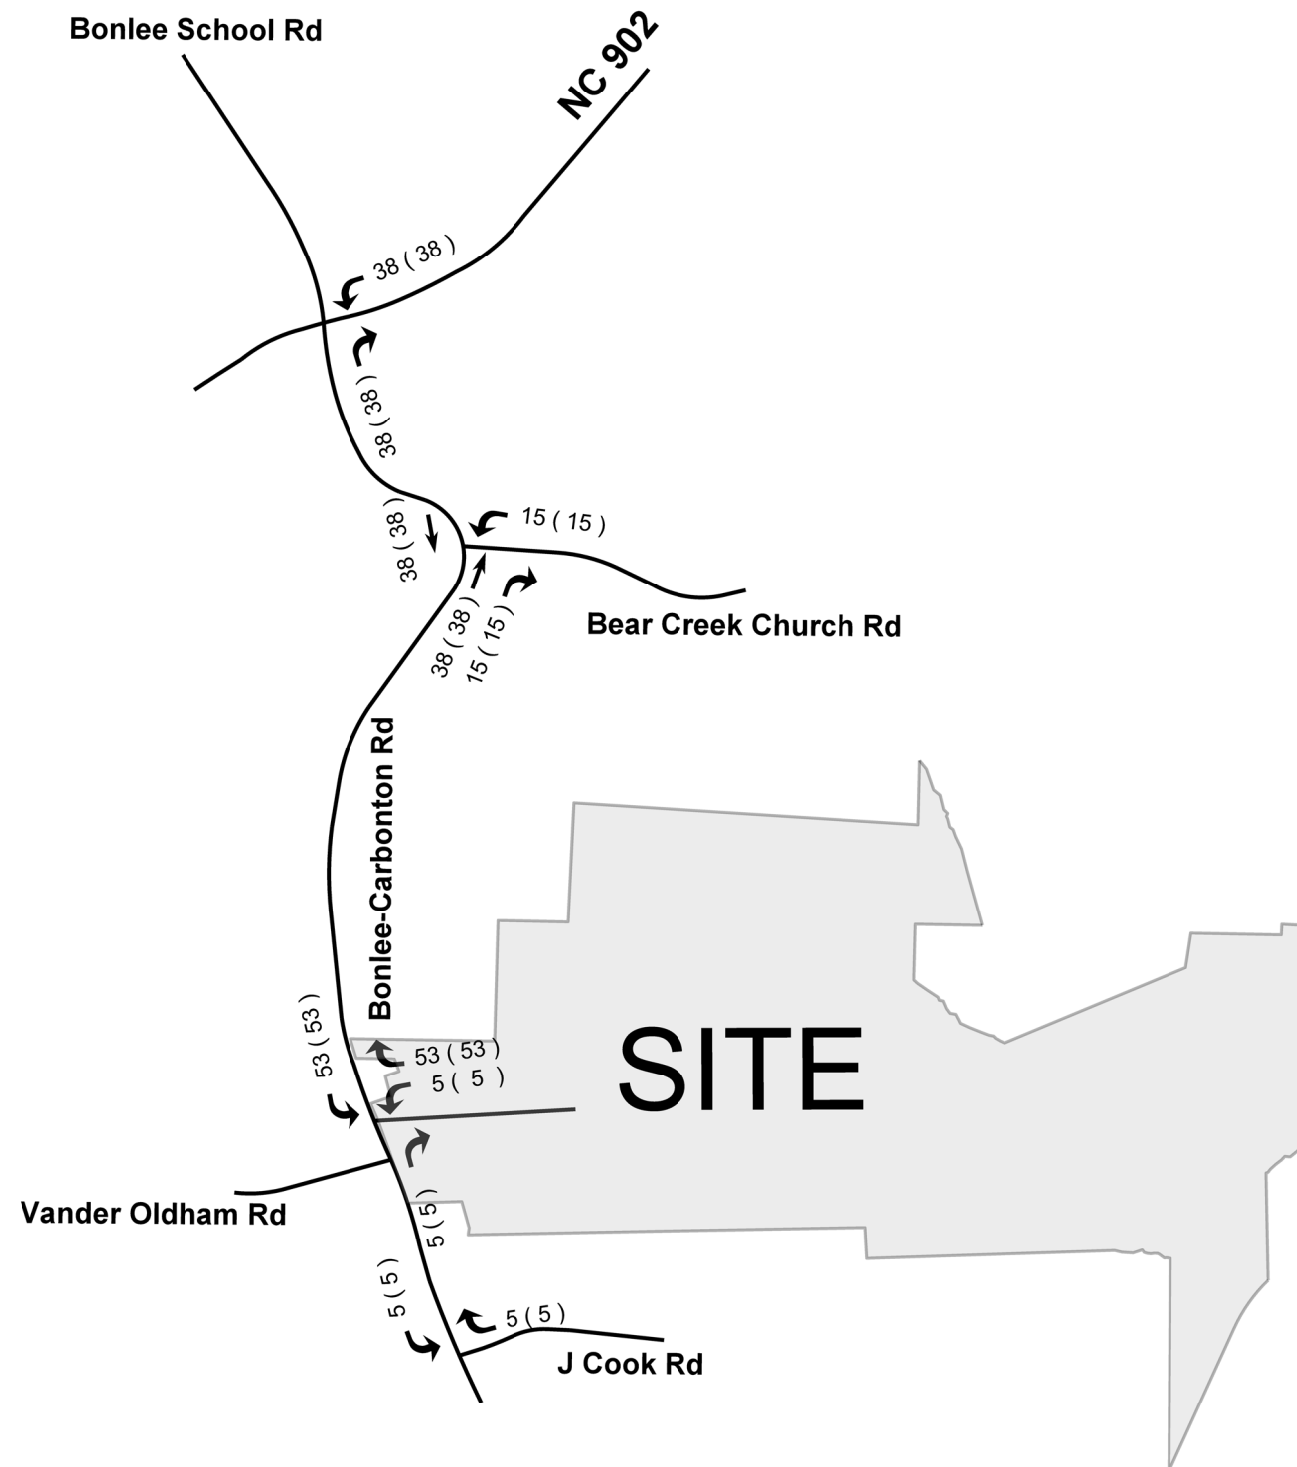 Bonlee School Rd
NC 902
38 ( 38 )
38 ( 38 )
38 ( 38 )
15 ( 15 )
38 ( 38 )
15 ( 15 )
Bear Creek Church Rd
Bonlee-Carbonton Rd
53 ( 53 )
53 ( 53 )
5 ( 5 )
SITE
Vander Oldham Rd
5 ( 5 )
5 ( 5 )
5 ( 5 )
J Cook Rd